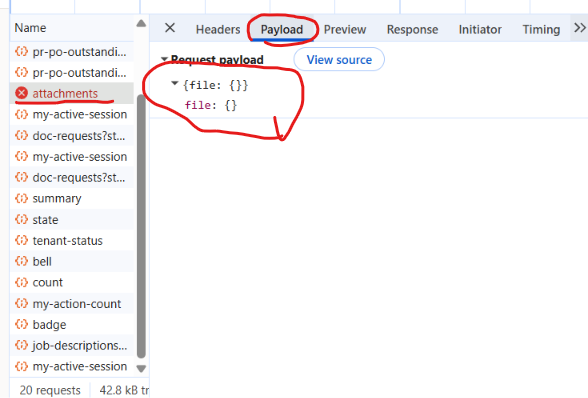 Name
Headers Payload Preview Response Initiator Timing
pr-po-outstandi...
pr-po-outstandi...
attachments
my-active-session
doc-requests?st...
my-active-session
doc-requests?st...
summary
state
tenant-status
bell
count
my-action-count
badge
job-descriptions...
my-active-session
20 requests 42.8 kB tr
Request payload View source
{file: {}}
file: {}